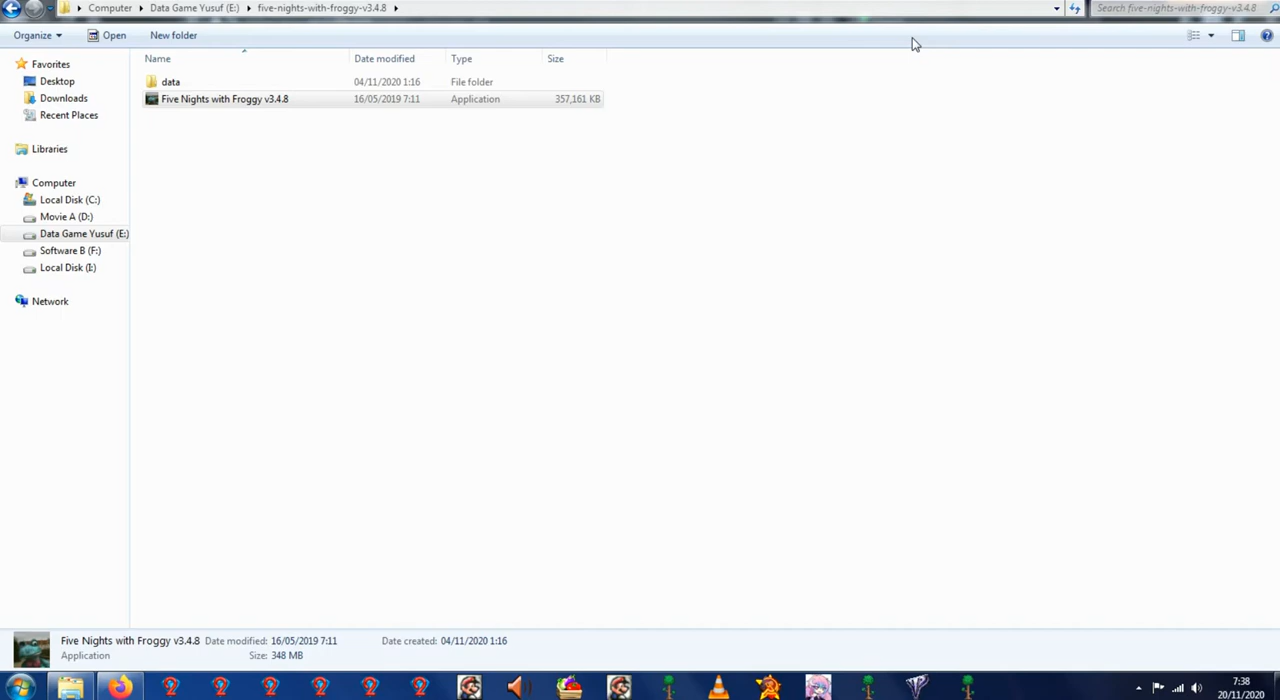 Computer Data Game Yusuf (E:) five-nights-with-froggy-v3.4.8 Search five-nights-with-froggy-v3.4.8
Organize Open New folder
Name Date modified Type Size
Favorites
Desktop
Downloads
Recent Places
Libraries
Computer
Local Disk (C:)
Movie A (D:)
Data Game Yusuf (E:)
Software B (F:)
Local Disk (I:)
Network
data 04/11/2020 1:16 File folder
Five Nights with Froggy v3.4.8 16/05/2019 7:11 Application 357,161 KB
Five Nights with Froggy v3.4.8 Date modified: 16/05/2019 7:11 Date created: 04/11/2020 1:16
Application Size: 348 MB
7:38
20/11/2020